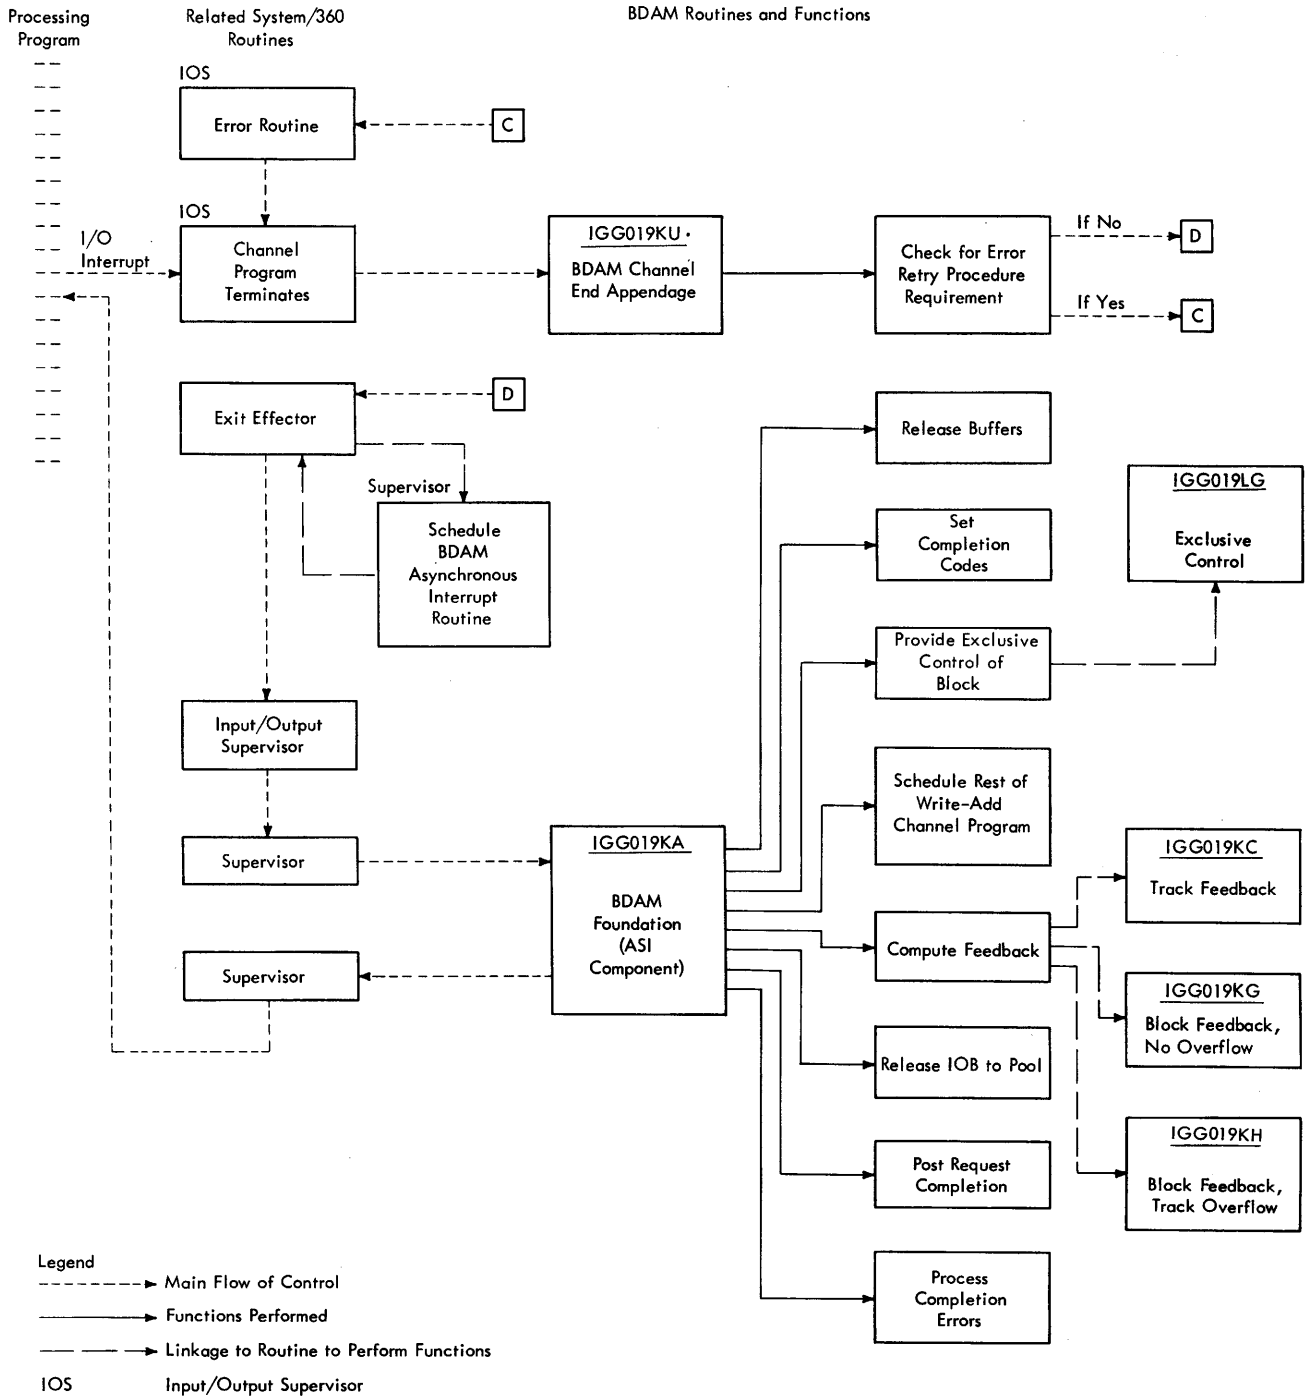 Processing
Program
Related System/360
Routines
BDAM Routines and Functions
IOS
Error Routine
C
IOS
I/O
Interrupt
Channel
Program
Terminates
IGG019KU
BDAM Channel
End Appendage
Check for Error
Retry Procedure
Requirement
If No
D
If Yes
C
Exit Effector
D
Supervisor
Schedule
BDAM
Asynchronous
Interrupt
Routine
Release Buffers
Set
Completion
Codes
IGG019LG
Exclusive
Control
Provide Exclusive
Control of
Block
Input/Output
Supervisor
Schedule Rest of
Write-Add
Channel Program
Supervisor
IGG019KA
BDAM
Foundation
(ASI
Component)
IGG019KC
Track Feedback
Compute Feedback
Supervisor
IGG019KG
Block Feedback,
No Overflow
Release IOB to Pool
IGG019KH
Block Feedback,
Track Overflow
Post Request
Completion
Process
Completion
Errors
Legend
Main Flow of Control
Functions Performed
Linkage to Routine to Perform Functions
IOS Input/Output Supervisor